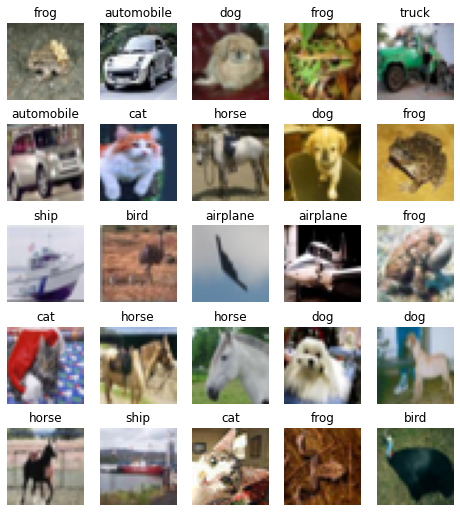 frog automobile dog frog truck
automobile cat horse dog frog
ship bird airplane airplane frog
cat horse horse dog dog
horse ship cat frog bird